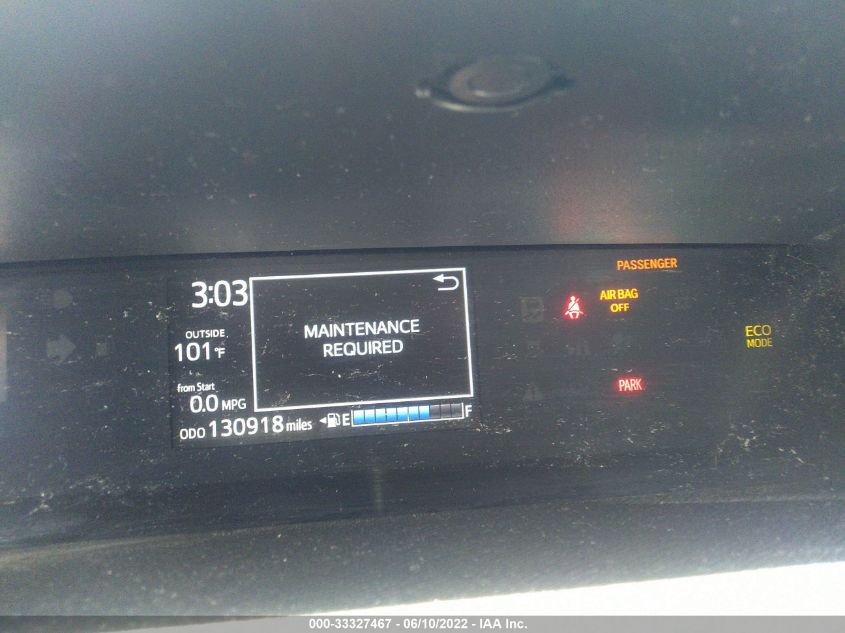 3:03
OUTSIDE
101°F
from Start
0.0 MPG
ODO 130918 miles
MAINTENANCE
REQUIRED
E F
PASSENGER
AIR BAG
OFF
PARK
ECO
MODE
000-33327467 - 06/10/2022 - IAA Inc.